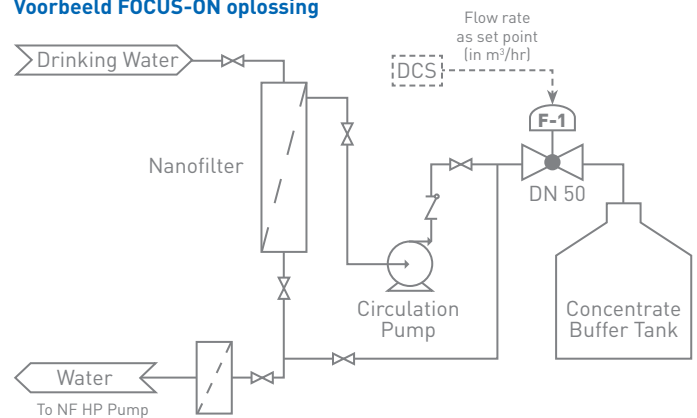 Voorbeeld FOCUS-ON oplossing
Flow rate
as set point
(in m³/hr)
Drinking Water
DCS
F-1
Nanofilter
DN 50
Circulation
Pump
Concentrate
Buffer Tank
Water
To NF HP Pump